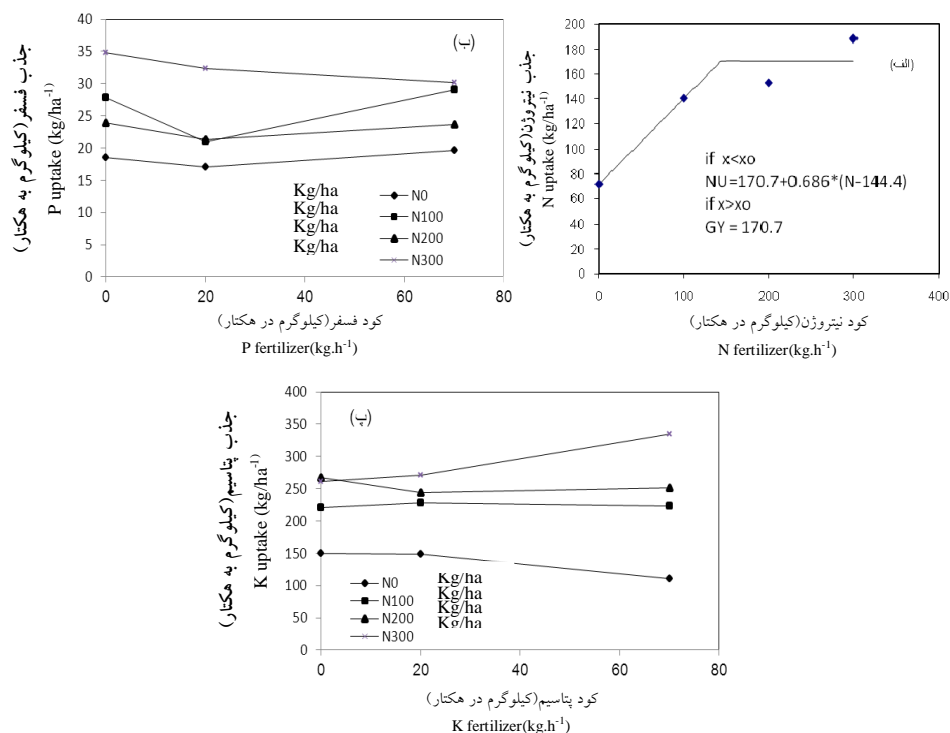 (ب)
جذب فسفر(کیلوگرم به هکتار)
P uptake (kg/ha⁻¹)
40
35
30
25
20
15
10
5
0
Kg/ha
Kg/ha
Kg/ha
Kg/ha
N0
N100
N200
N300
0 20 40 60 80
کود فسفر(کیلوگرم در هکتار)
P fertilizer(kg.h⁻¹)
(الف)
جذب نیتروژن(کیلوگرم به هکتار)
N uptake (kg/ha⁻¹)
200
180
160
140
120
100
80
60
40
20
0
if x<xo
NU=170.7+0.686*(N-144.4)
if x>xo
GY = 170.7
0 100 200 300 400
کود نیتروژن(کیلوگرم در هکتار)
N fertilizer(kg.h⁻¹)
(پ)
جذب پتاسیم(کیلوگرم به هکتار)
K uptake (kg/ha⁻¹)
400
350
300
250
200
150
100
50
0
N0
N100
N200
N300
Kg/ha
Kg/ha
Kg/ha
Kg/ha
0 20 40 60 80
کود پتاسیم(کیلوگرم در هکتار)
K fertilizer(kg.h⁻¹)